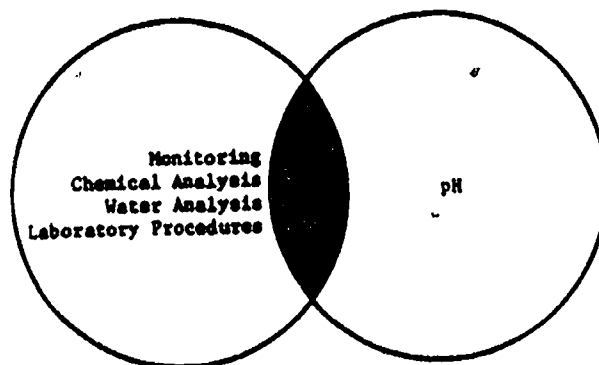 Monitoring
Chemical Analysis
Water Analysis
Laboratory Procedures
pH